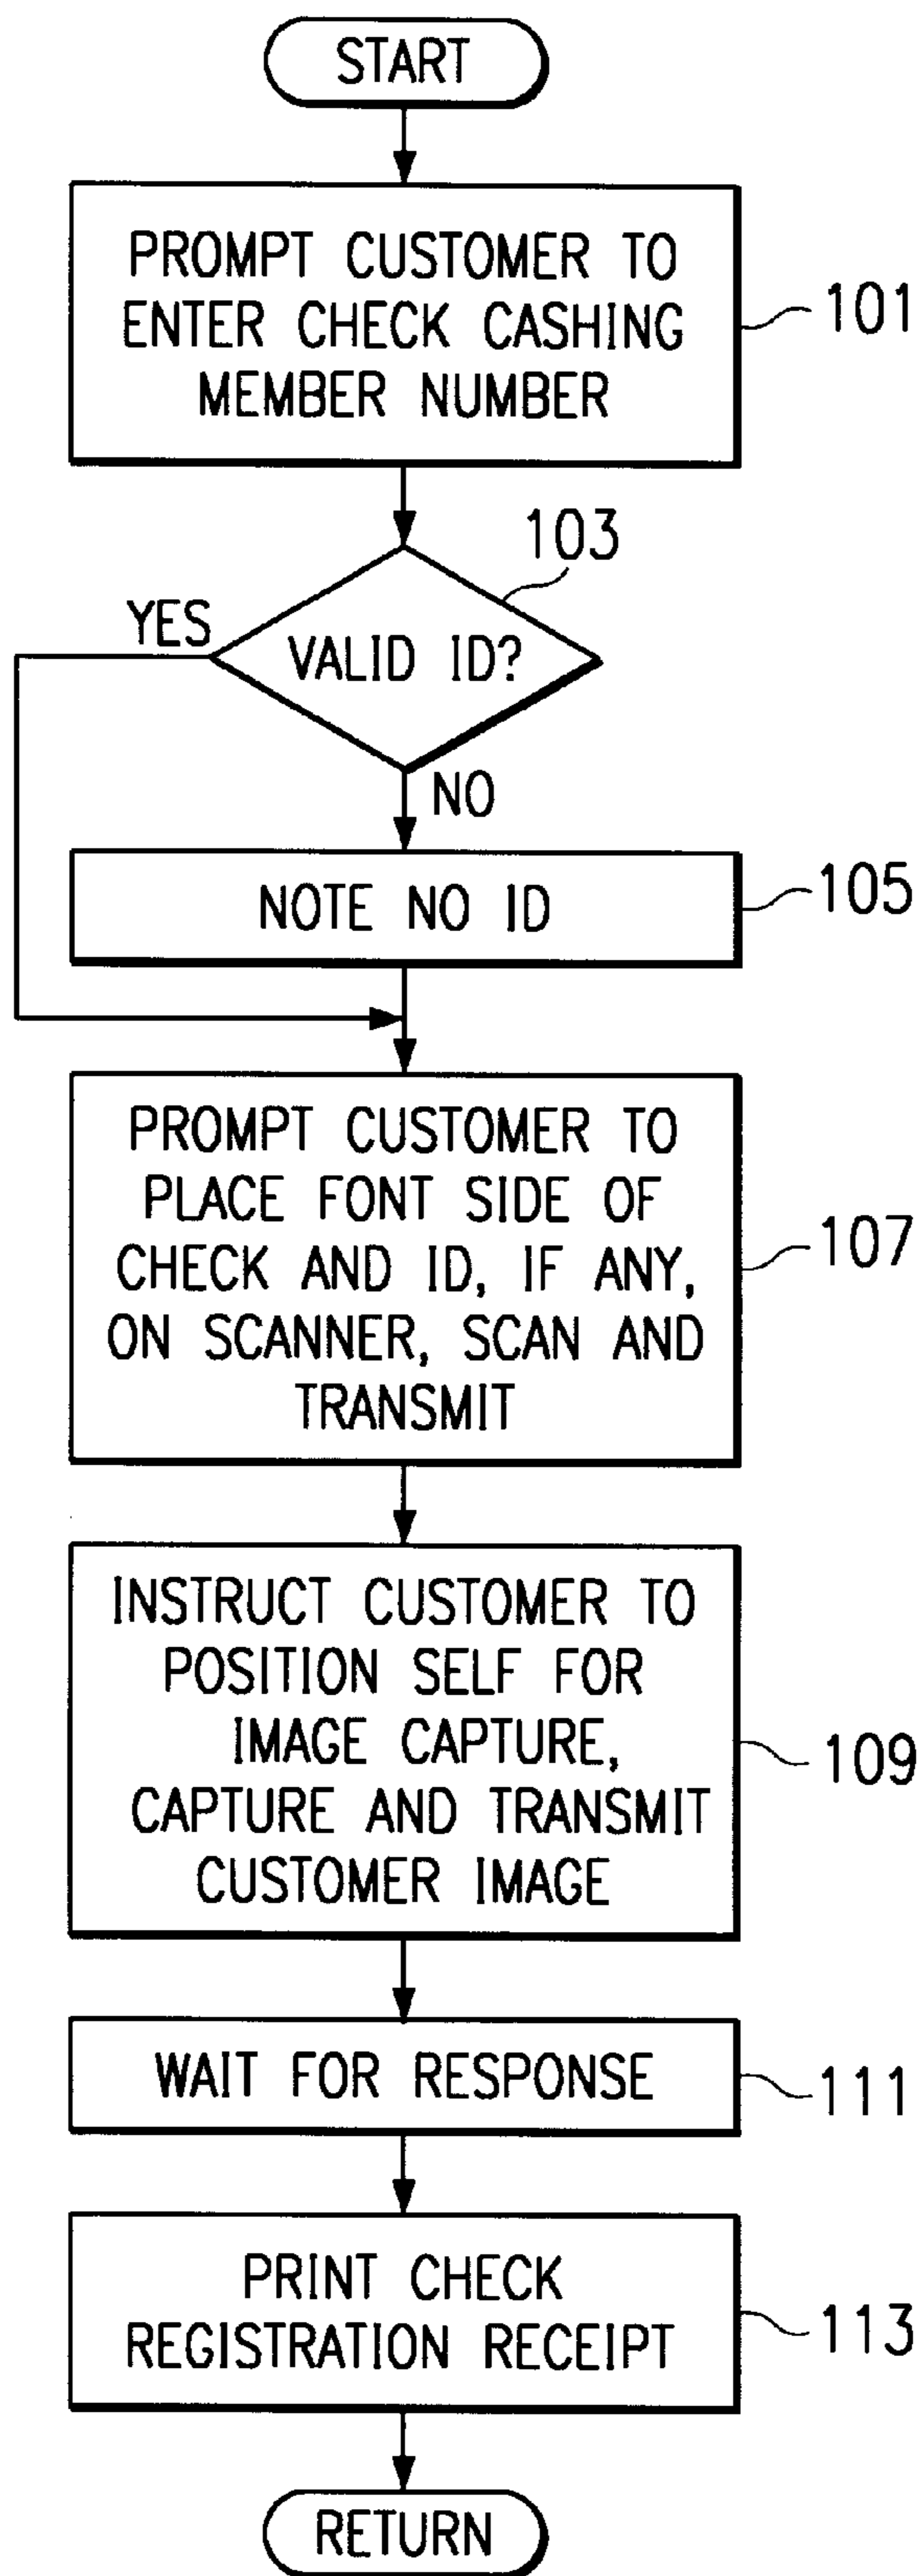 START
PROMPT CUSTOMER TO
ENTER CHECK CASHING
MEMBER NUMBER
101
103
YES
VALID ID?
NO
NOTE NO ID
105
PROMPT CUSTOMER TO
PLACE FONT SIDE OF
CHECK AND ID, IF ANY,
ON SCANNER, SCAN AND
TRANSMIT
107
INSTRUCT CUSTOMER TO
POSITION SELF FOR
IMAGE CAPTURE,
CAPTURE AND TRANSMIT
CUSTOMER IMAGE
109
WAIT FOR RESPONSE
111
PRINT CHECK
REGISTRATION RECEIPT
113
RETURN